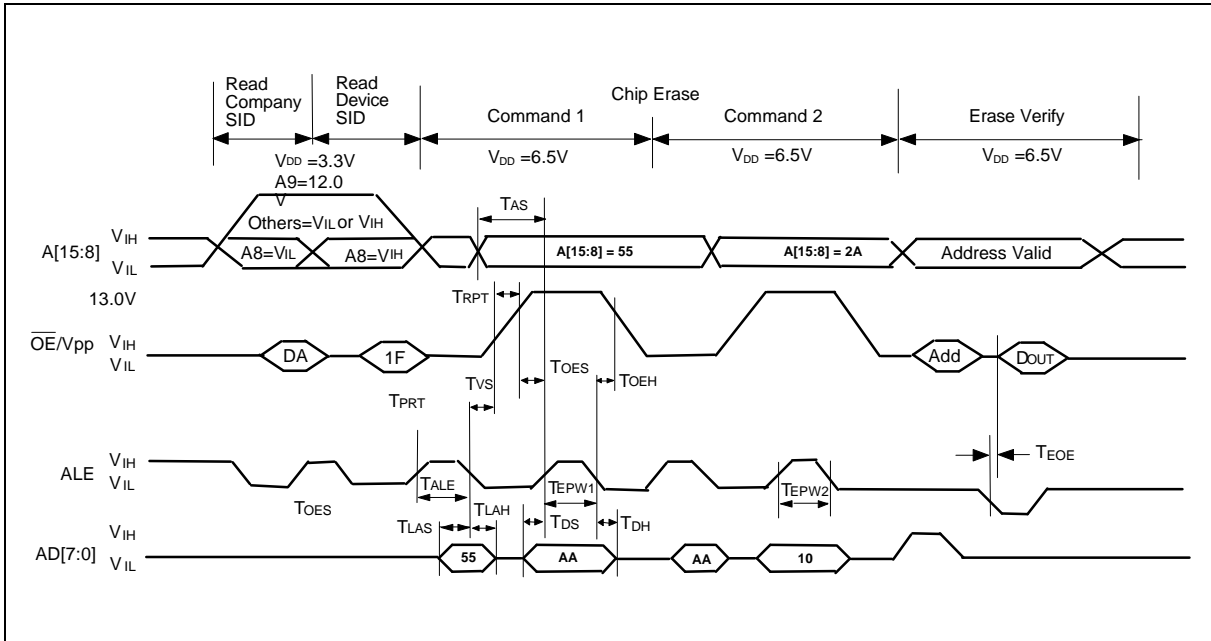 Read Company SID
Read Device SID
Chip Erase
Command 1
Command 2
Erase Verify
VDD =3.3V
VDD =6.5V
VDD =6.5V
VDD =6.5V
A9=12.0
V
Others=VIL or VIH
TAS
A[15:8]
VIH
VIL
A8=VIL
A8=VIH
A[15:8] = 55
A[15:8] = 2A
Address Valid
13.0V
TRPT
OE/Vpp
VIH
VIL
DA
1F
Add
DOUT
TOES
TOEH
TVS
TPRT
ALE
VIH
VIL
TEOE
TALE
TEPW1
TEPW2
TOES
TLAS
TLAH
TDS
TDH
AD[7:0]
VIH
VIL
55
AA
AA
10